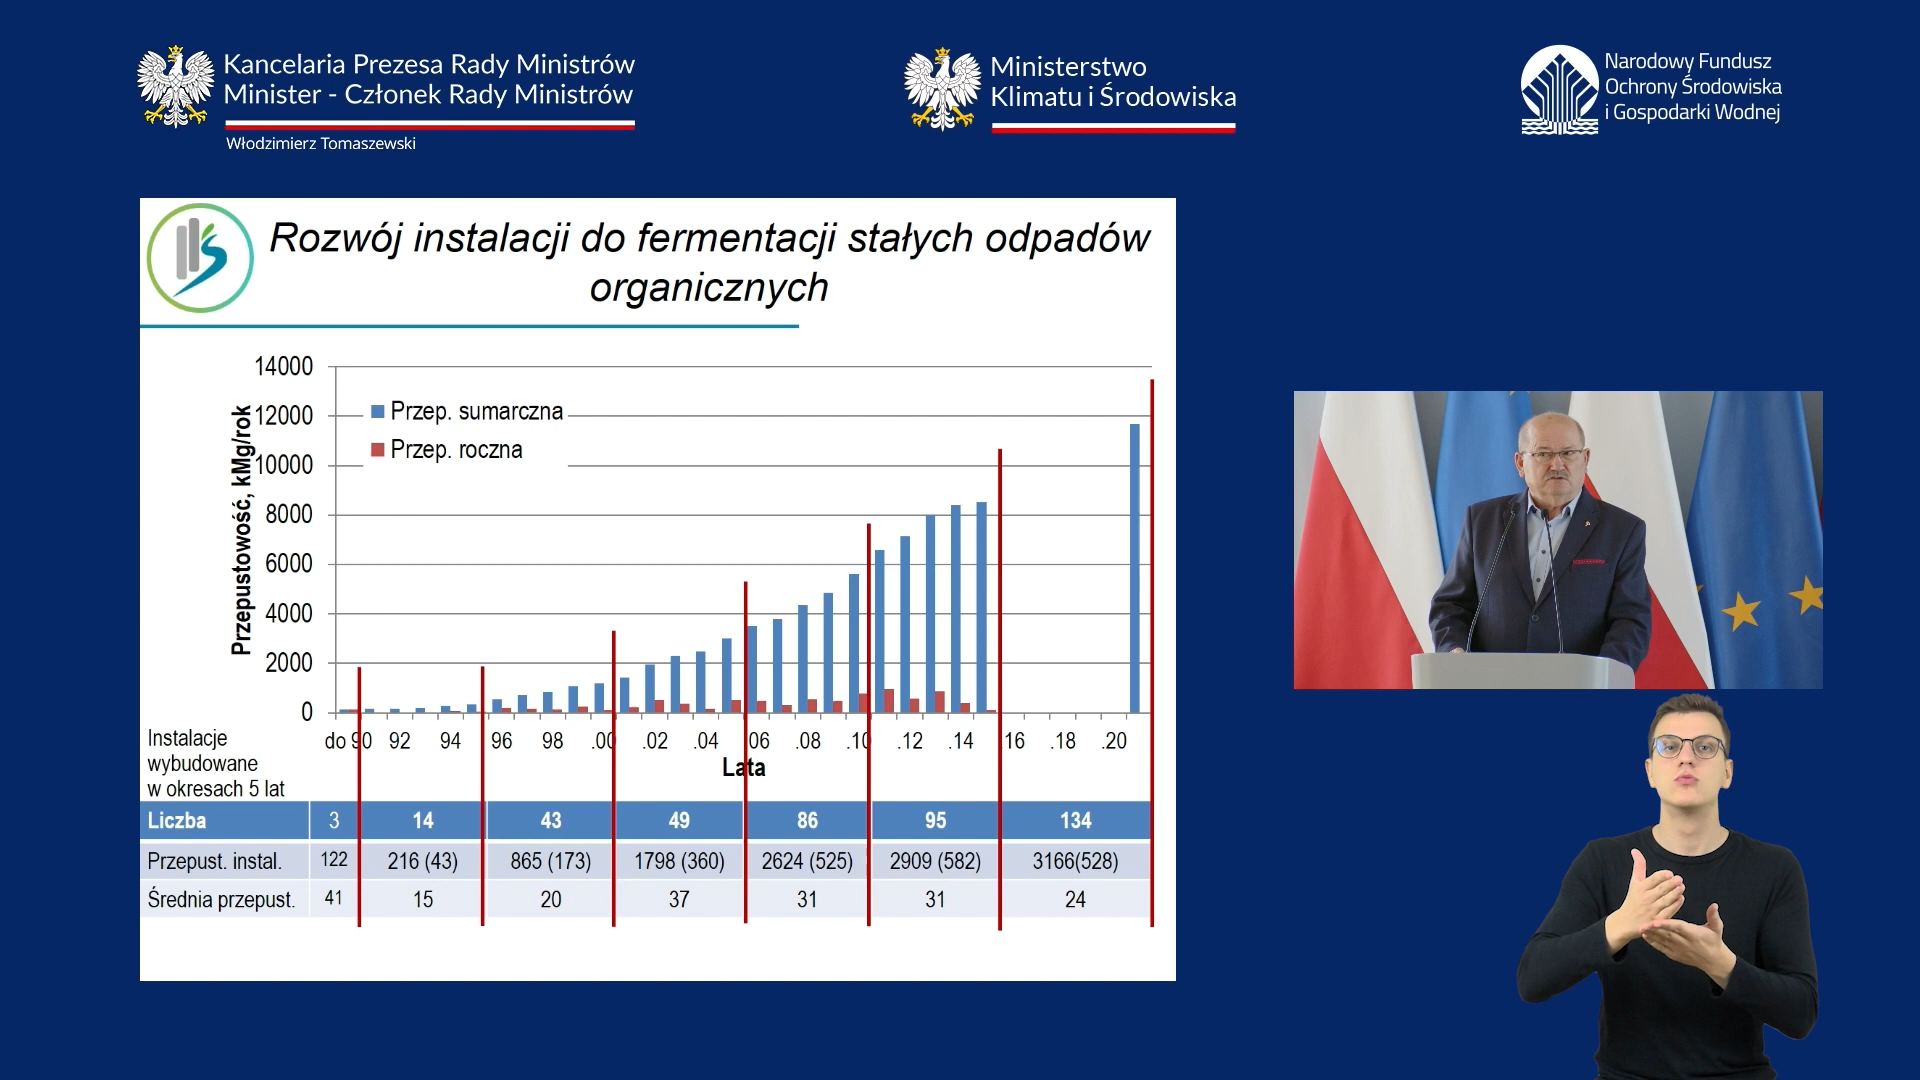 Kancelaria Prezesa Rady Ministrów
Minister - Członek Rady Ministrów
Włodzimierz Tomaszewski
Ministerstwo
Klimatu i Środowiska
Narodowy Fundusz
Ochrony Środowiska
i Gospodarki Wodnej
Rozwój instalacji do fermentacji stałych odpadów
organicznych
Przepustowość, kMg/rok
14000
12000
10000
8000
6000
4000
2000
0
Przep. sumarczna
Przep. roczna
do 90 92 94 96 98 .00 .02 .04 .06 .08 .10 .12 .14 .16 .18 .20
Lata
Instalacje
wybudowane
w okresach 5 lat
Liczba 3 14 43 49 86 95 134
Przepust. instal. 122 216 (43) 865 (173) 1798 (360) 2624 (525) 2909 (582) 3166(528)
Średnia przepust. 41 15 20 37 31 31 24